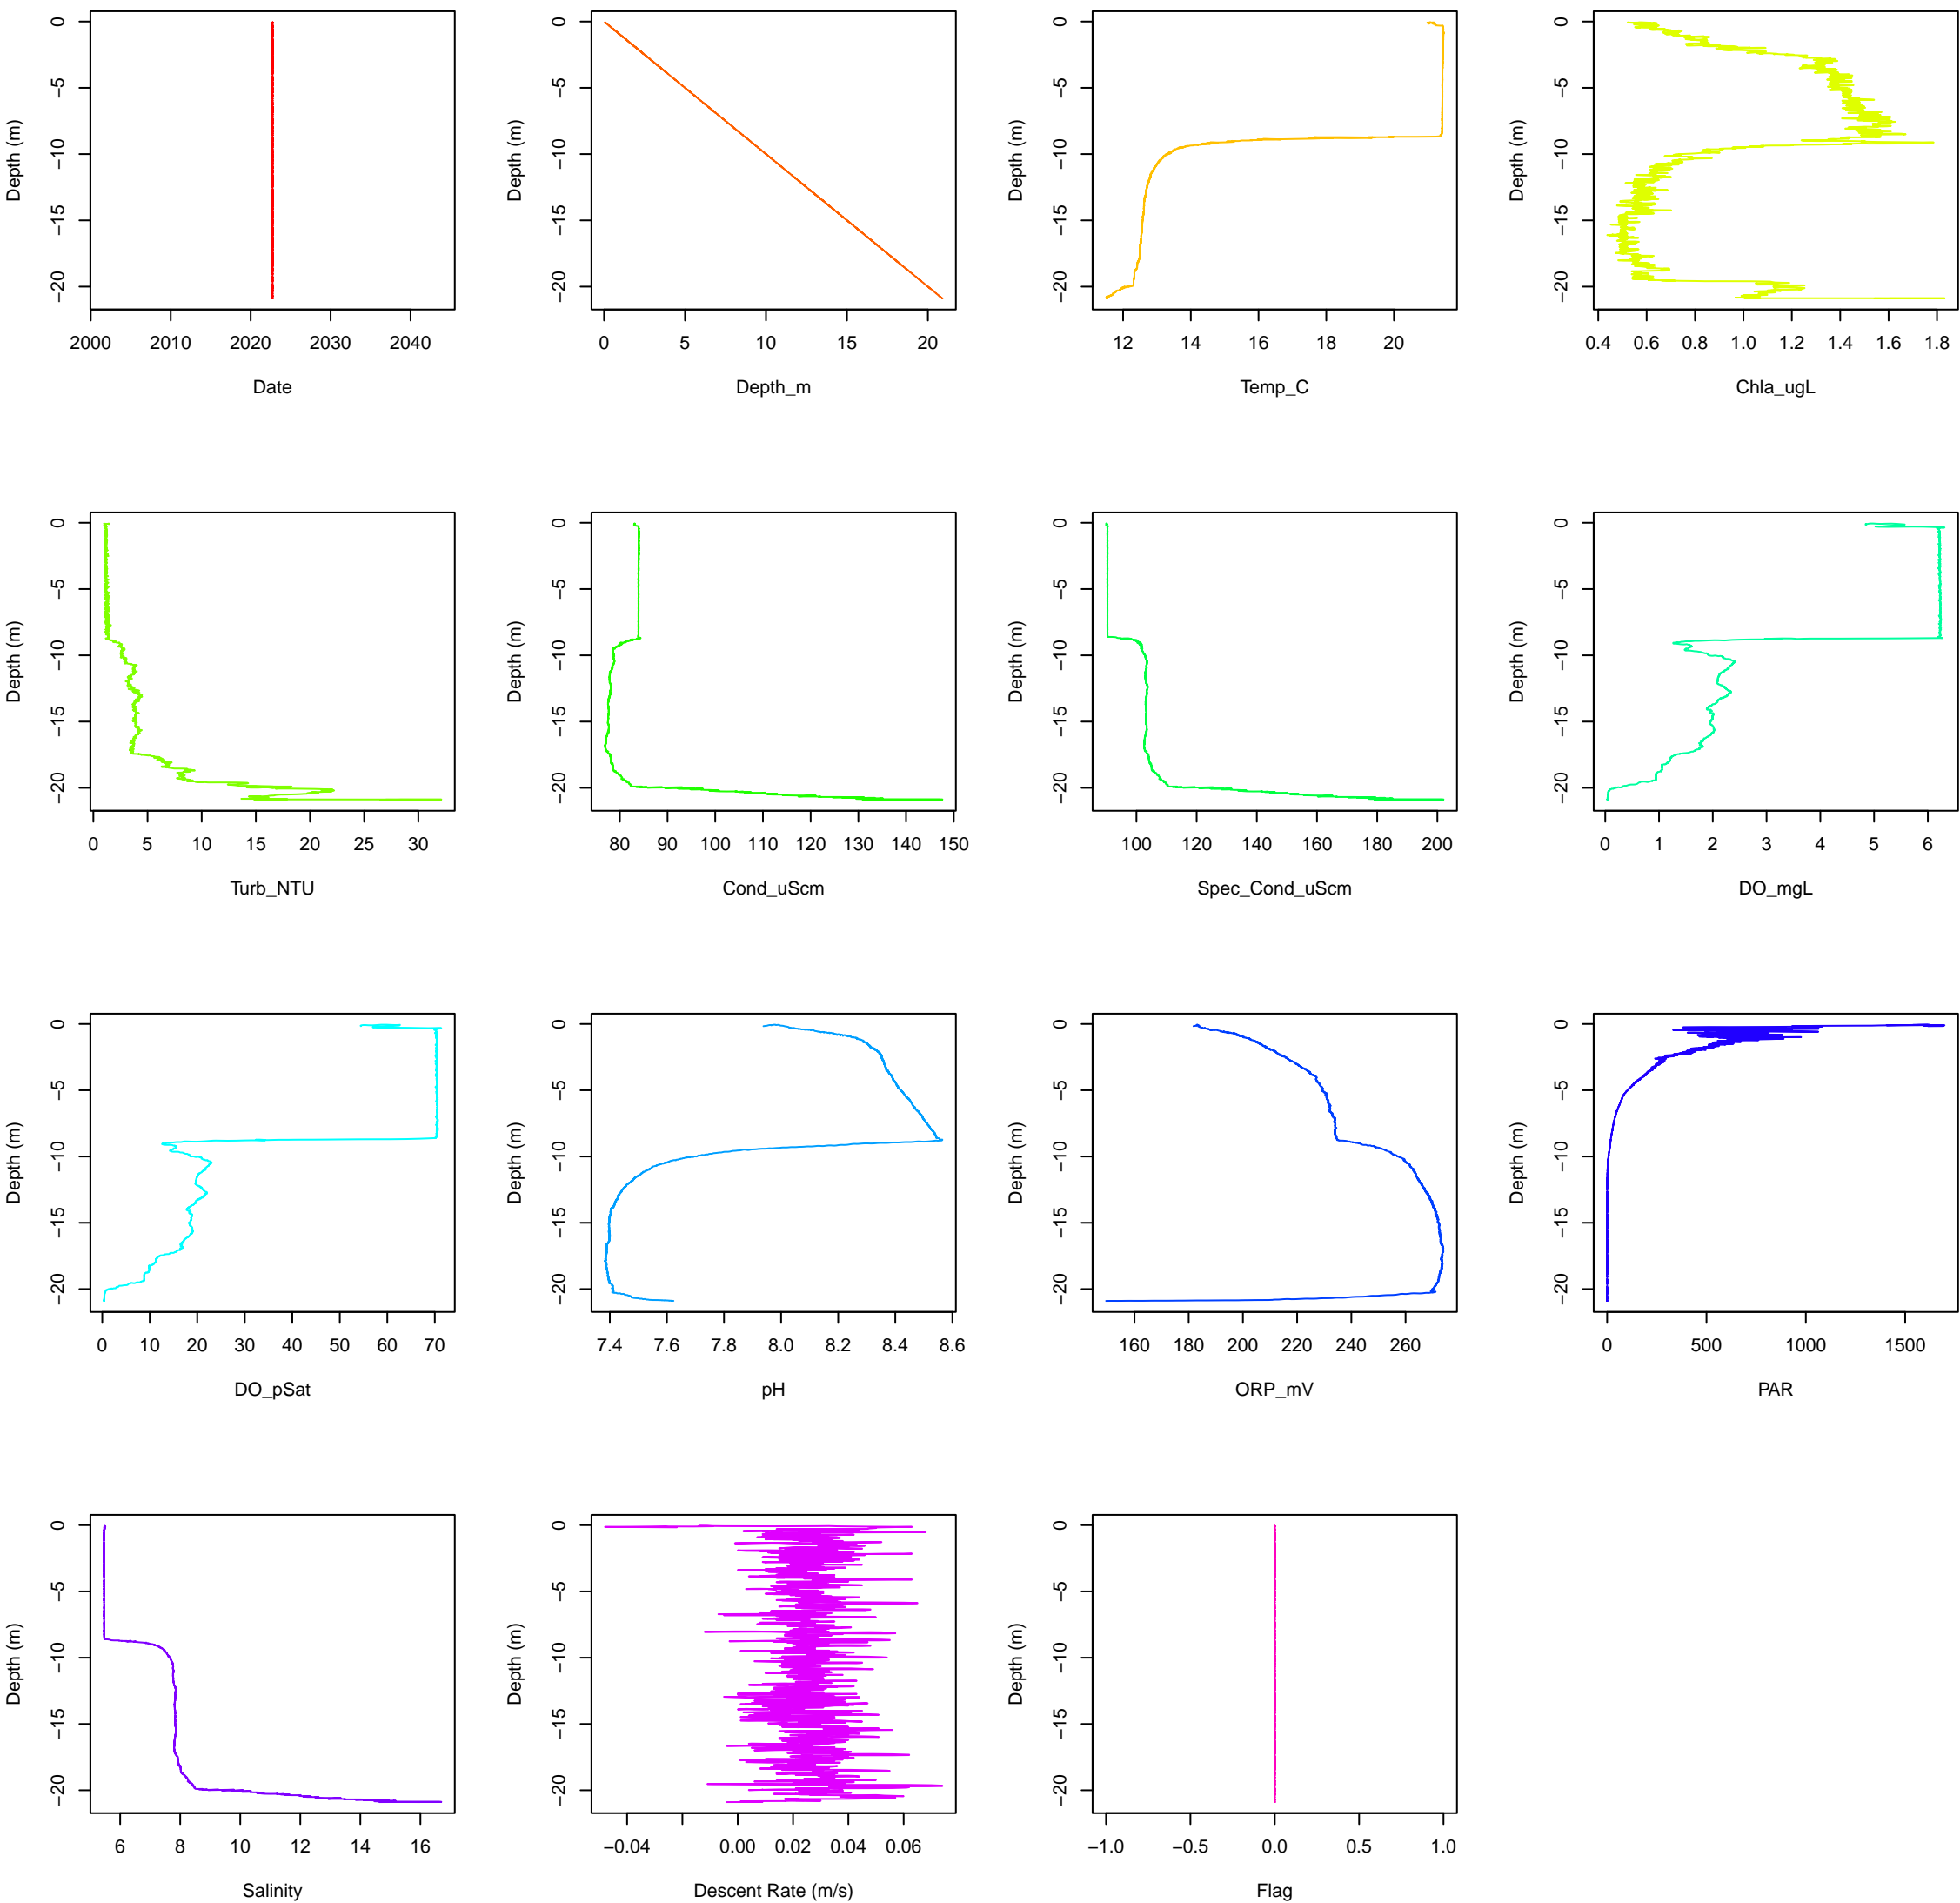 0
−5
−10
−15
−20
Depth (m)
2000 2010 2020 2030 2040
Date
0
−5
−10
−15
−20
Depth (m)
0 5 10 15 20
Depth_m
0
−5
−10
−15
−20
Depth (m)
12 14 16 18 20
Temp_C
0
−5
−10
−15
−20
Depth (m)
0.4 0.6 0.8 1.0 1.2 1.4 1.6 1.8
Chla_ugL
0
−5
−10
−15
−20
Depth (m)
0 5 10 15 20 25 30
Turb_NTU
0
−5
−10
−15
−20
Depth (m)
80 90 100 110 120 130 140 150
Cond_uScm
0
−5
−10
−15
−20
Depth (m)
100 120 140 160 180 200
Spec_Cond_uScm
0
−5
−10
−15
−20
Depth (m)
0 1 2 3 4 5 6
DO_mgL
0
−5
−10
−15
−20
Depth (m)
0 10 20 30 40 50 60 70
DO_pSat
0
−5
−10
−15
−20
Depth (m)
7.4 7.6 7.8 8.0 8.2 8.4 8.6
pH
0
−5
−10
−15
−20
Depth (m)
160 180 200 220 240 260
ORP_mV
0
−5
−10
−15
−20
Depth (m)
0 500 1000 1500
PAR
0
−5
−10
−15
−20
Depth (m)
6 8 10 12 14 16
Salinity
0
−5
−10
−15
−20
Depth (m)
−0.04 0.00 0.02 0.04 0.06
Descent Rate (m/s)
0
−5
−10
−15
−20
Depth (m)
−1.0 −0.5 0.0 0.5 1.0
Flag